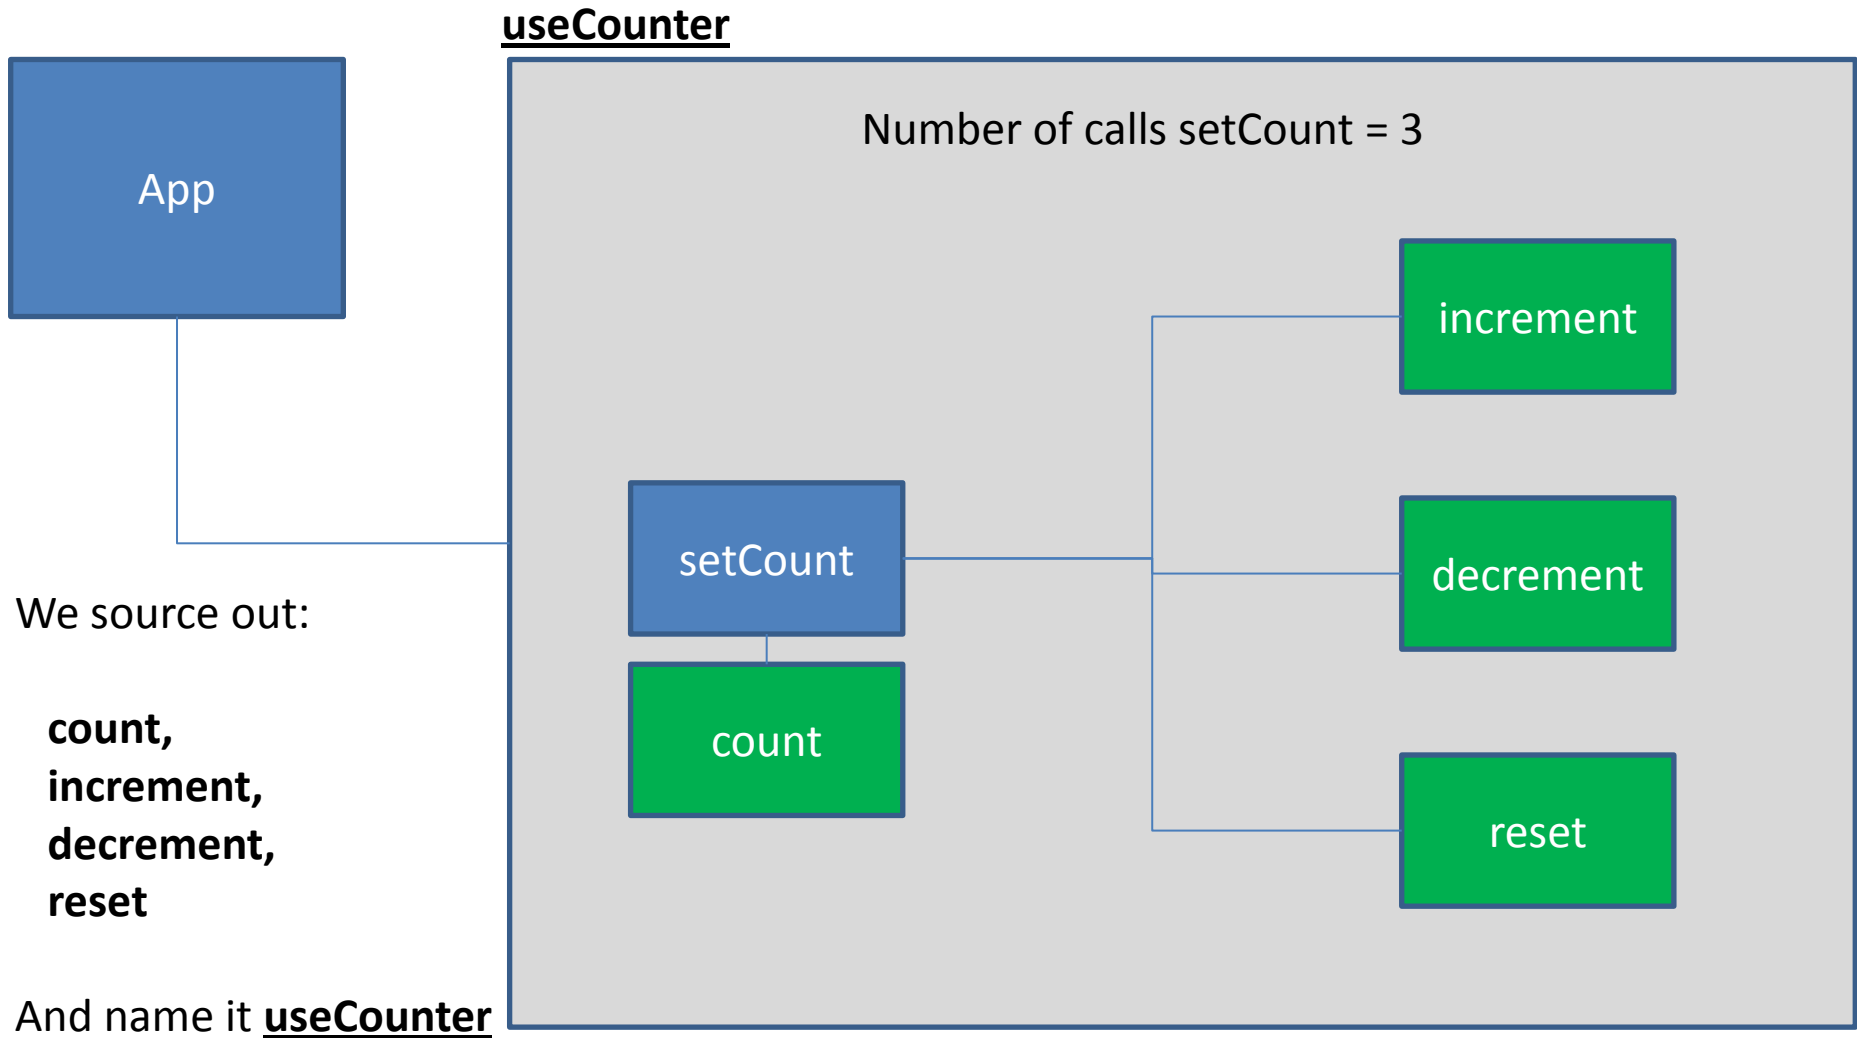 useCounter
App
Number of calls setCount = 3
increment
setCount
decrement
count
reset
We source out:
count,
increment,
decrement,
reset
And name it useCounter